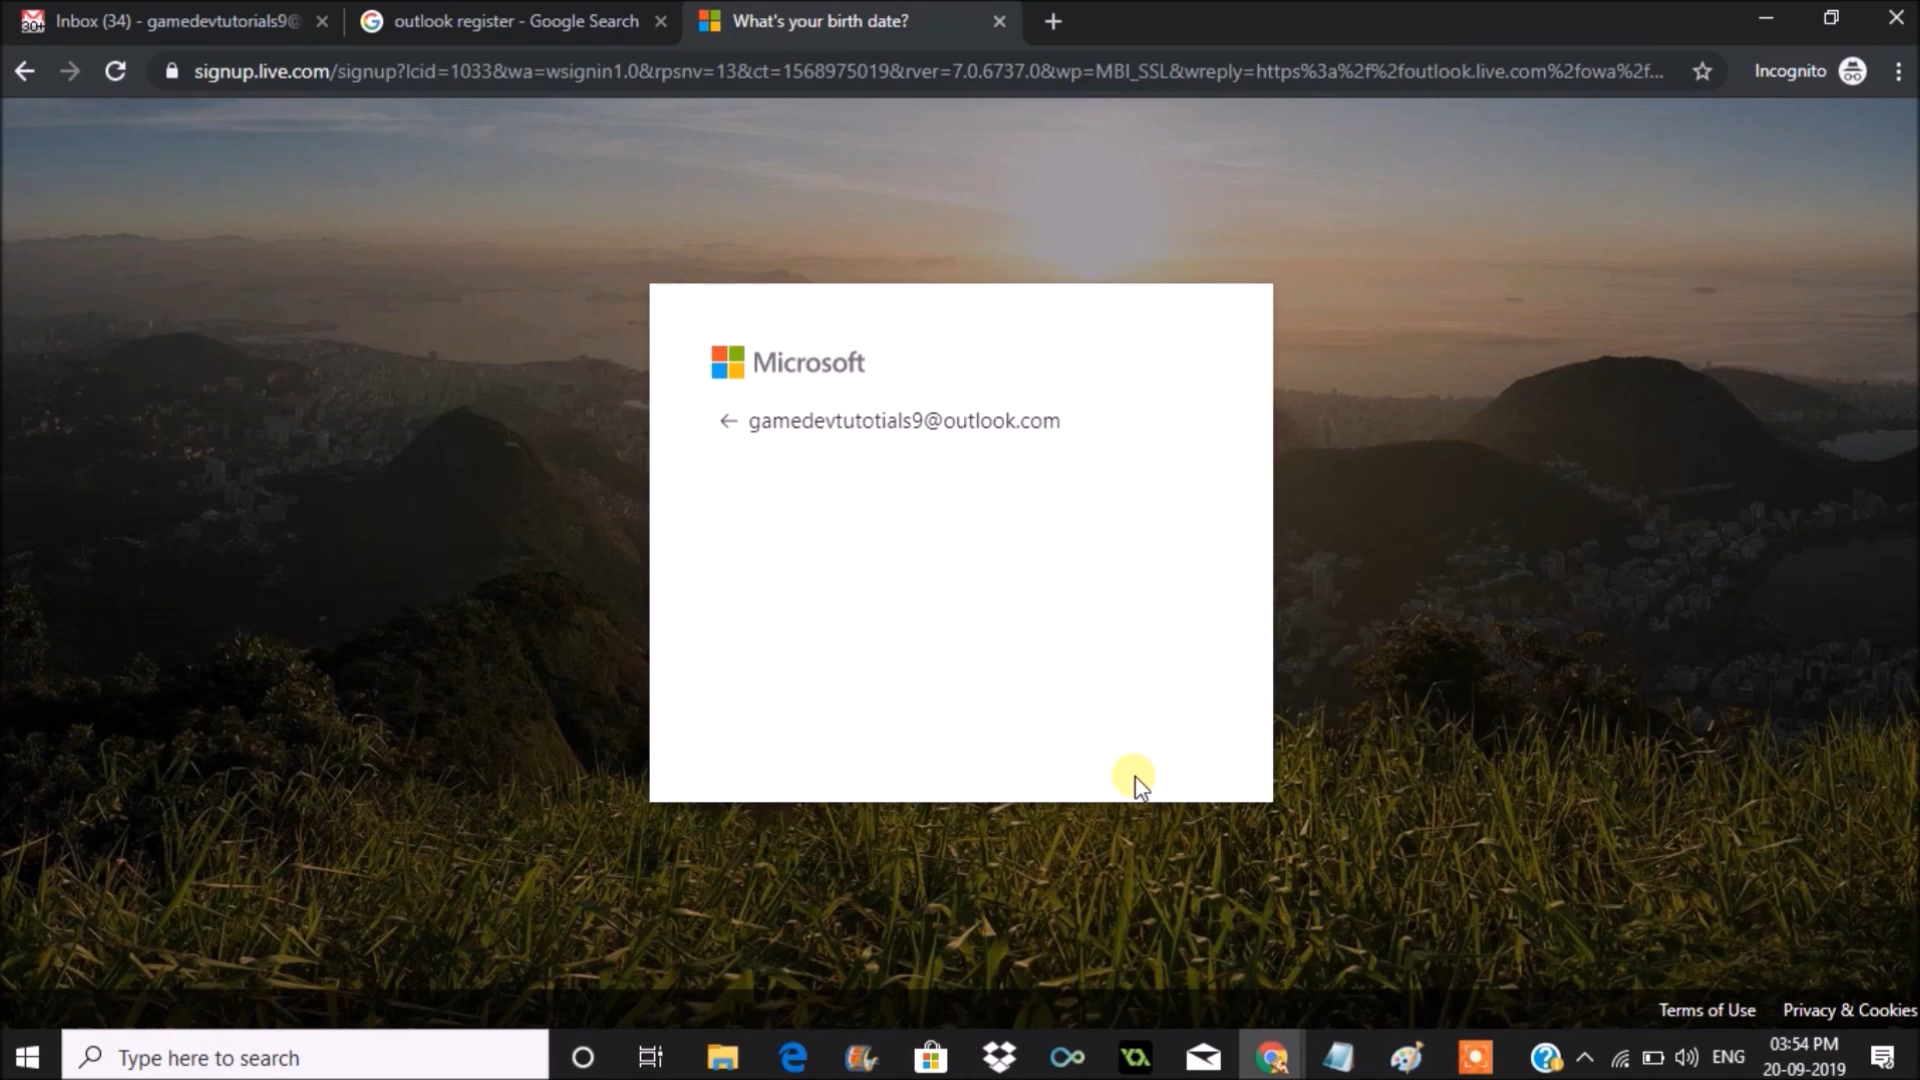 Inbox (34) - gamedevtutorials9@
outlook register - Google Search
What's your birth date?
signup.live.com/signup?lcid=1033&wa=wsignin1.0&rpsnv=13&ct=1568975019&rver=7.0.6737.0&wp=MBI_SSL&wreply=https%3a%2f%2foutlook.live.com%2fowa%2f...
Incognito
Microsoft
gamedevtutotials9@outlook.com
Terms of Use
Privacy & Cookies
Type here to search
ENG
03:54 PM
20-09-2019